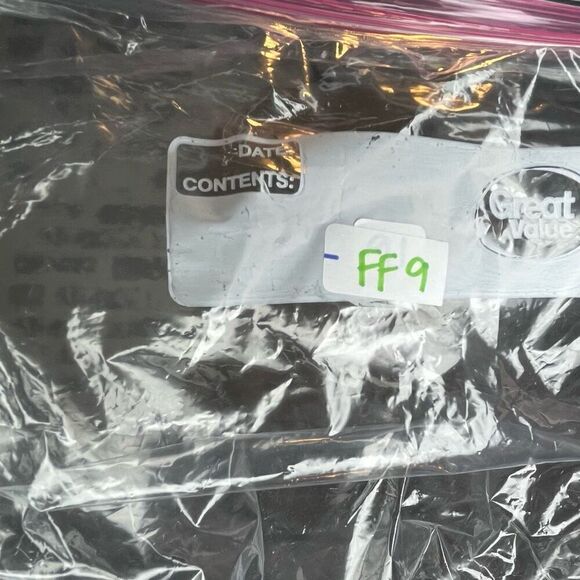 -DATE:
CONTENTS:
Great
Value
FF9